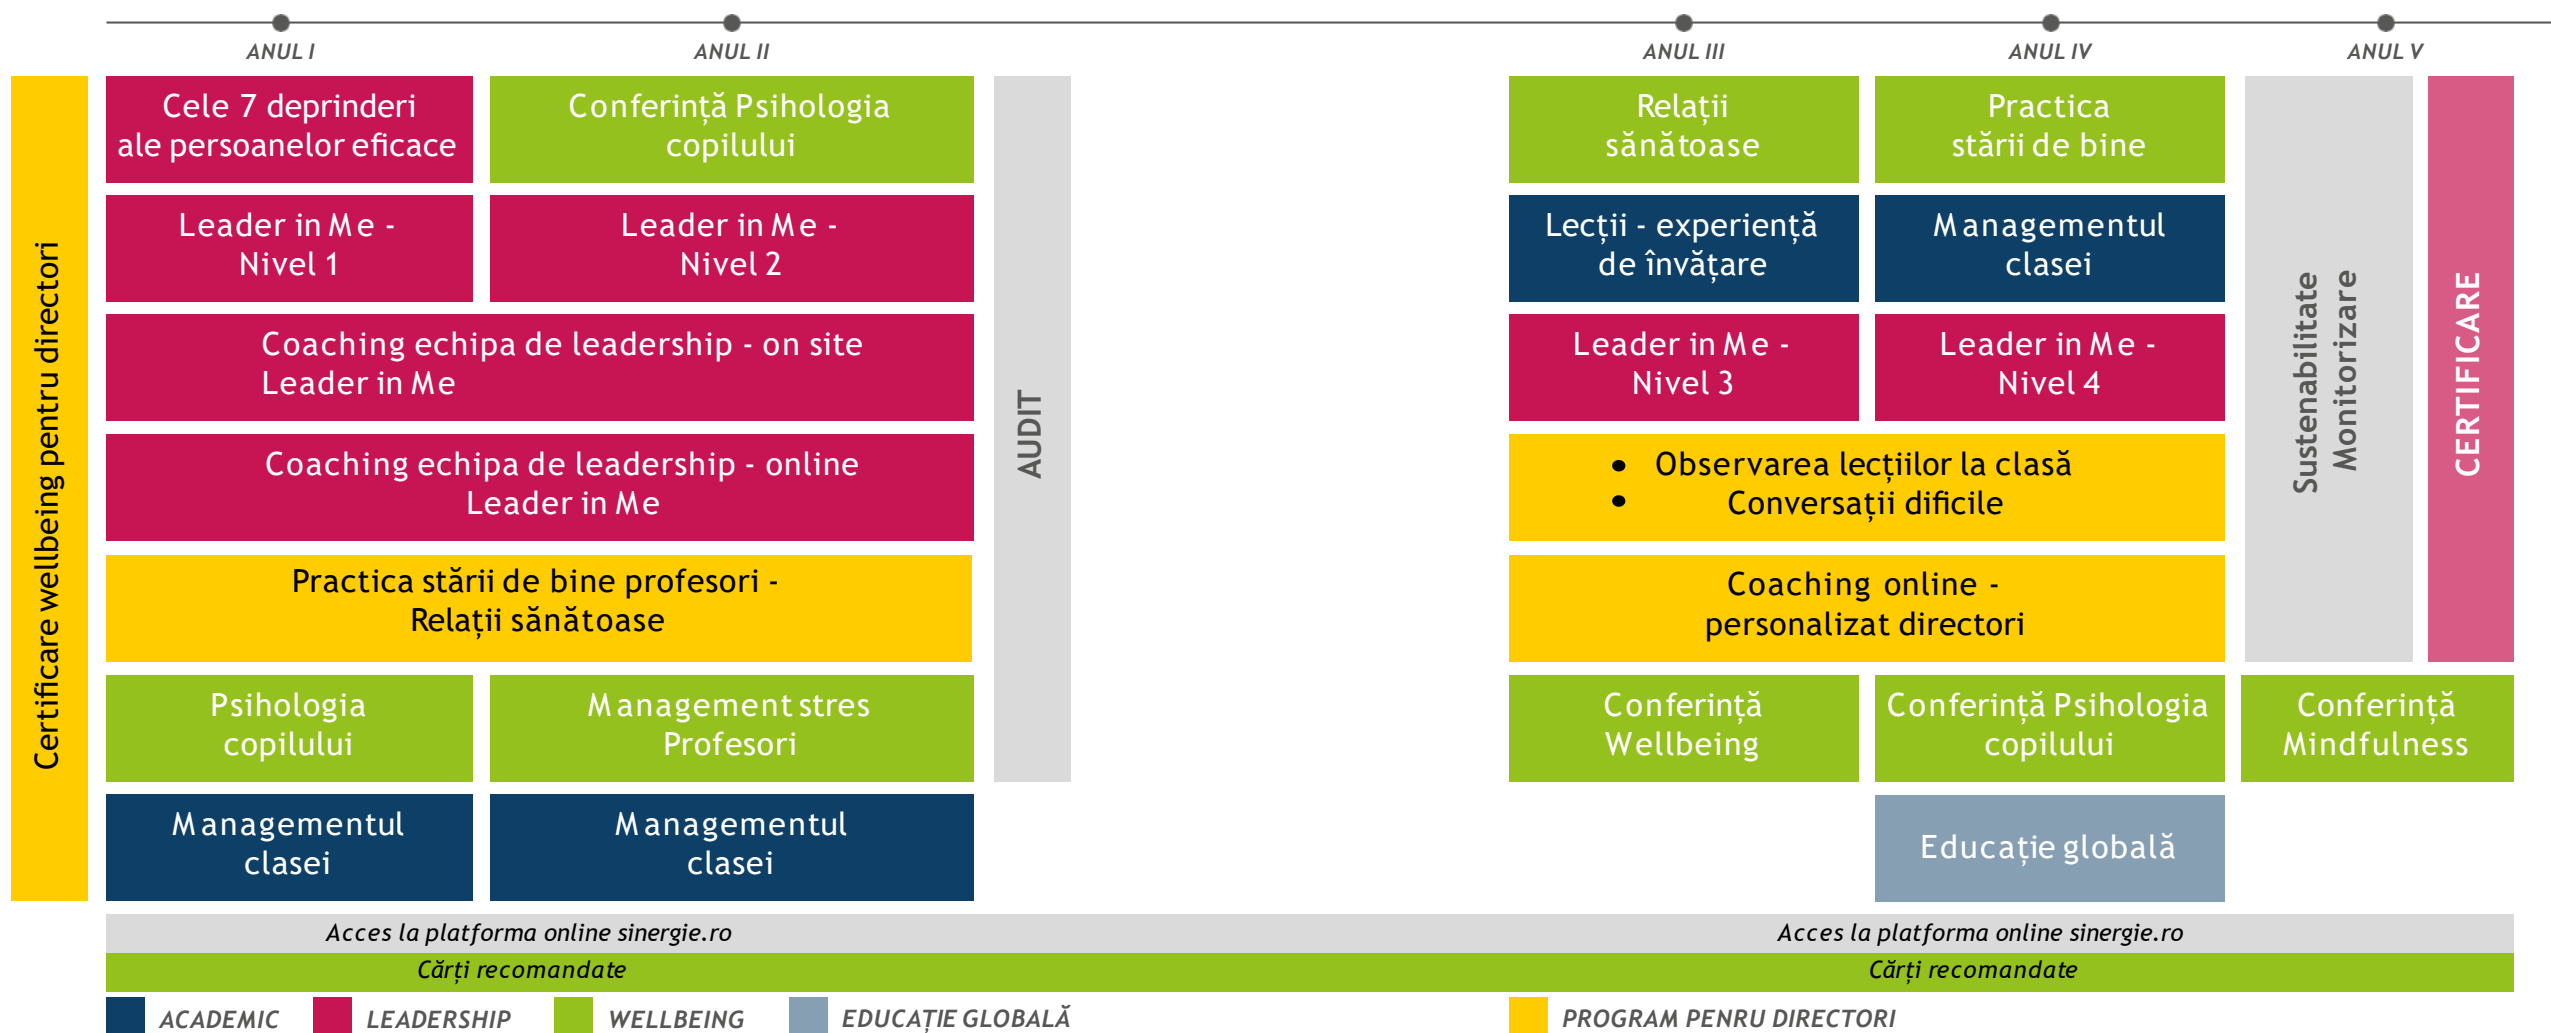 ANUL I
ANUL II
ANUL III
ANUL IV
ANUL V
Certificare wellbeing pentru directori
Cele 7 deprinderi
ale persoanelor eficace
Conferință Psihologia
copilului
Leader in Me -
Nivel 1
Leader in Me -
Nivel 2
Coaching echipa de leadership - on site
Leader in Me
Coaching echipa de leadership - online
Leader in Me
Practica stării de bine profesori -
Relații sănătoase
Psihologia
copilului
Management stres
Profesori
Managementul
clasei
Managementul
clasei
AUDIT
Relații
sănătoase
Practica
stării de bine
Lecții - experiență
de învățare
Managementul
clasei
Leader in Me -
Nivel 3
Leader in Me -
Nivel 4
• Observarea lecțiilor la clasă
• Conversații dificile
Coaching online -
personalizat directori
Conferință
Wellbeing
Conferință Psihologia
copilului
Educație globală
Sustenabilitate
Monitorizare
CERTIFICARE
Conferință
Mindfulness
Acces la platforma online sinergie.ro
Acces la platforma online sinergie.ro
Cărți recomandate
Cărți recomandate
ACADEMIC
LEADERSHIP
WELLBEING
EDUCAȚIE GLOBALĂ
PROGRAM PENRU DIRECTORI